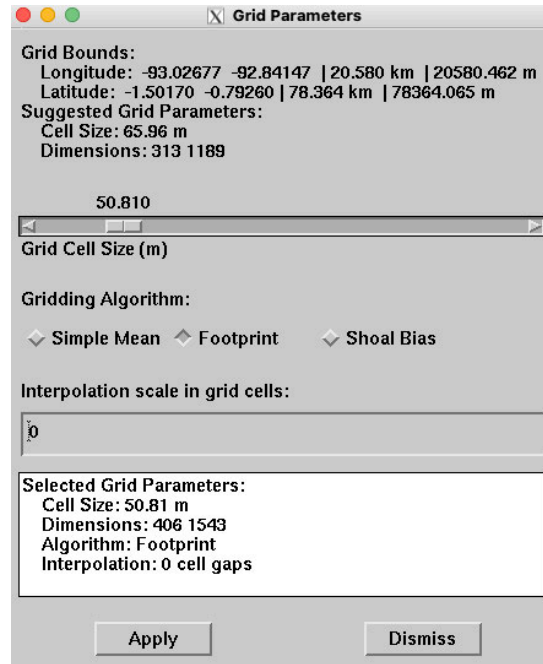 Grid Parameters
Grid Bounds:
Longitude: -93.02677 -92.84147 | 20.580 km | 20580.462 m
Latitude: -1.50170 -0.79260 | 78.364 km | 78364.065 m
Suggested Grid Parameters:
Cell Size: 65.96 m
Dimensions: 313 1189
50.810
Grid Cell Size (m)
Gridding Algorithm:
Simple Mean Footprint Shoal Bias
Interpolation scale in grid cells:
0
Selected Grid Parameters:
Cell Size: 50.81 m
Dimensions: 406 1543
Algorithm: Footprint
Interpolation: 0 cell gaps
Apply Dismiss